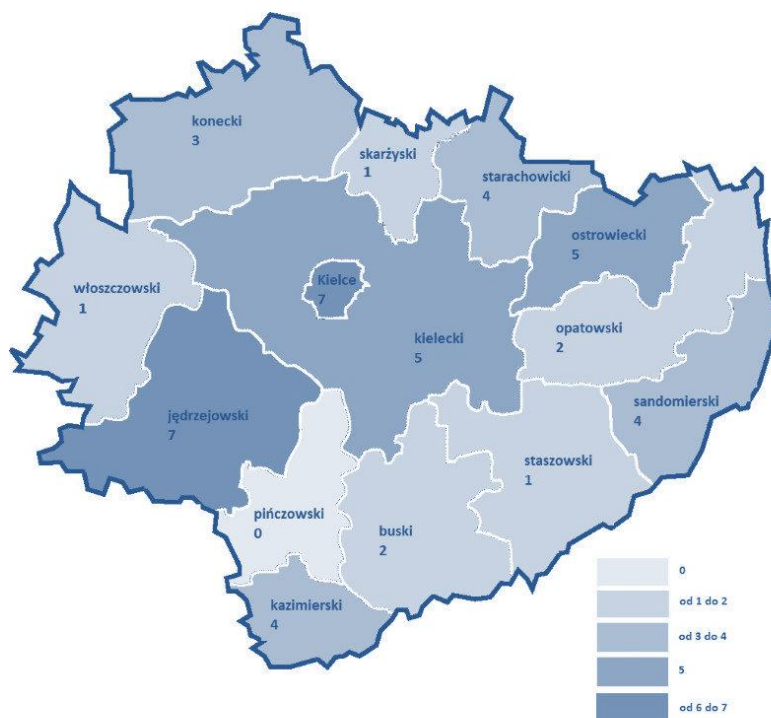 konecki
3
skarżyski
1
starachowicki
4
ostrowiecki
5
włoszczowski
1
Kielce
7
kielecki
5
opatowski
2
sandomierski
4
jędrzejowski
7
staszowski
1
pińczowski
0
buski
2
kazimierski
4
0
od 1 do 2
od 3 do 4
5
od 6 do 7